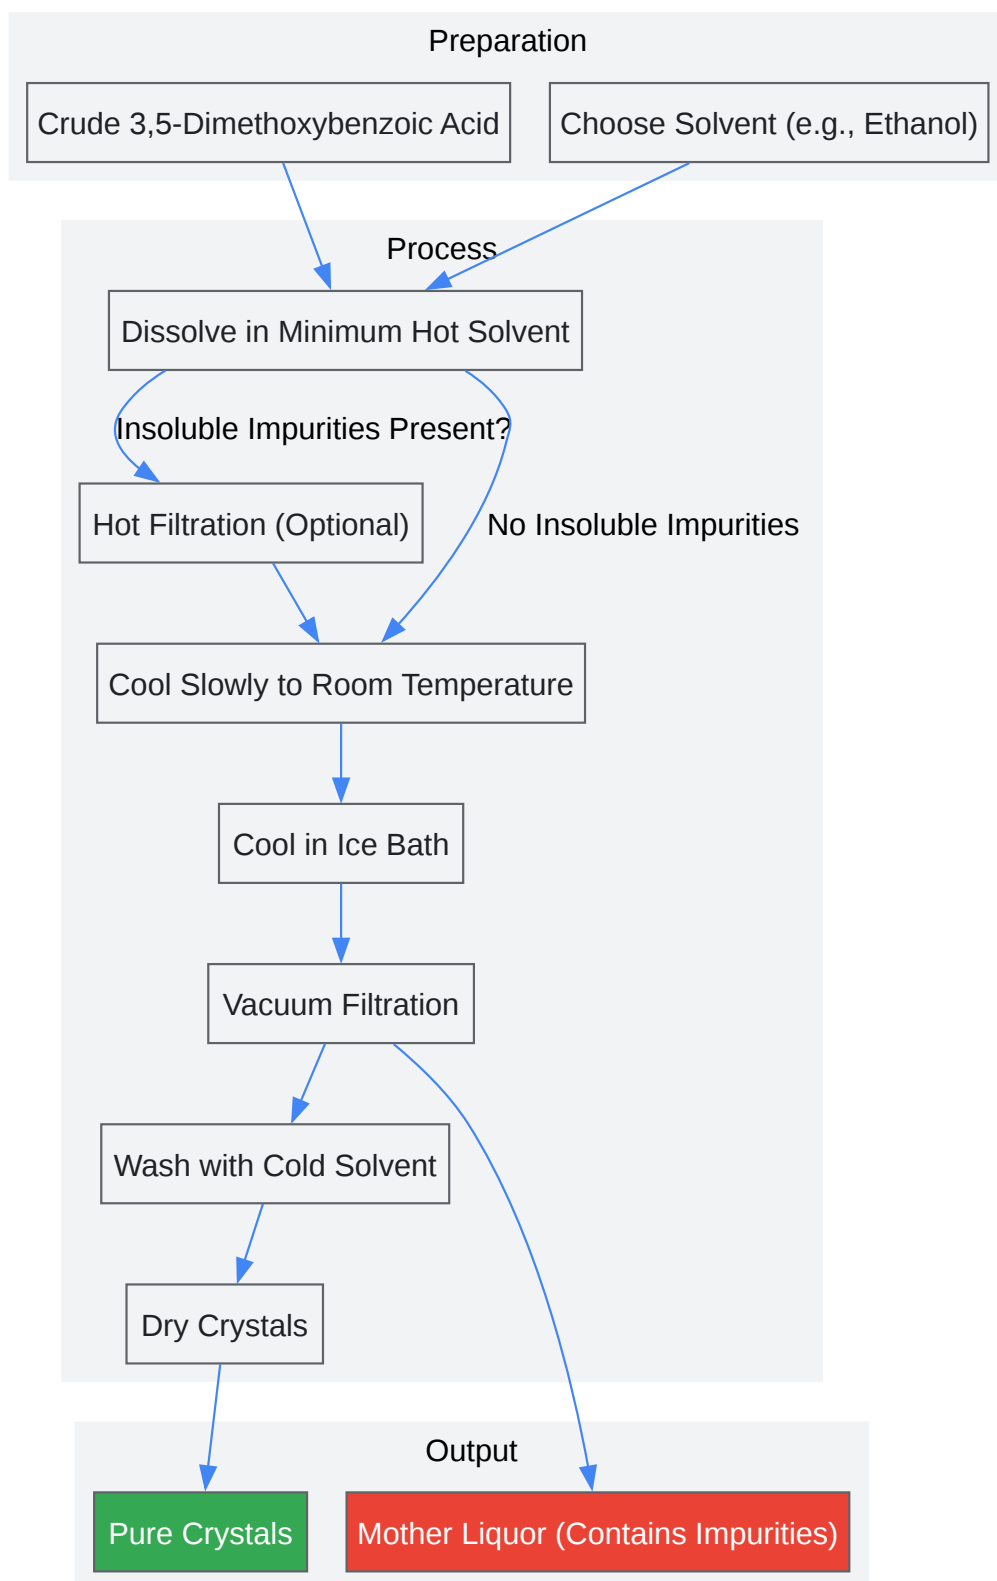 Preparation
Crude 3,5-Dimethoxybenzoic Acid
Choose Solvent (e.g., Ethanol)
Process
Dissolve in Minimum Hot Solvent
Insoluble Impurities Present?
Hot Filtration (Optional)
No Insoluble Impurities
Cool Slowly to Room Temperature
Cool in Ice Bath
Vacuum Filtration
Wash with Cold Solvent
Dry Crystals
Output
Pure Crystals
Mother Liquor (Contains Impurities)